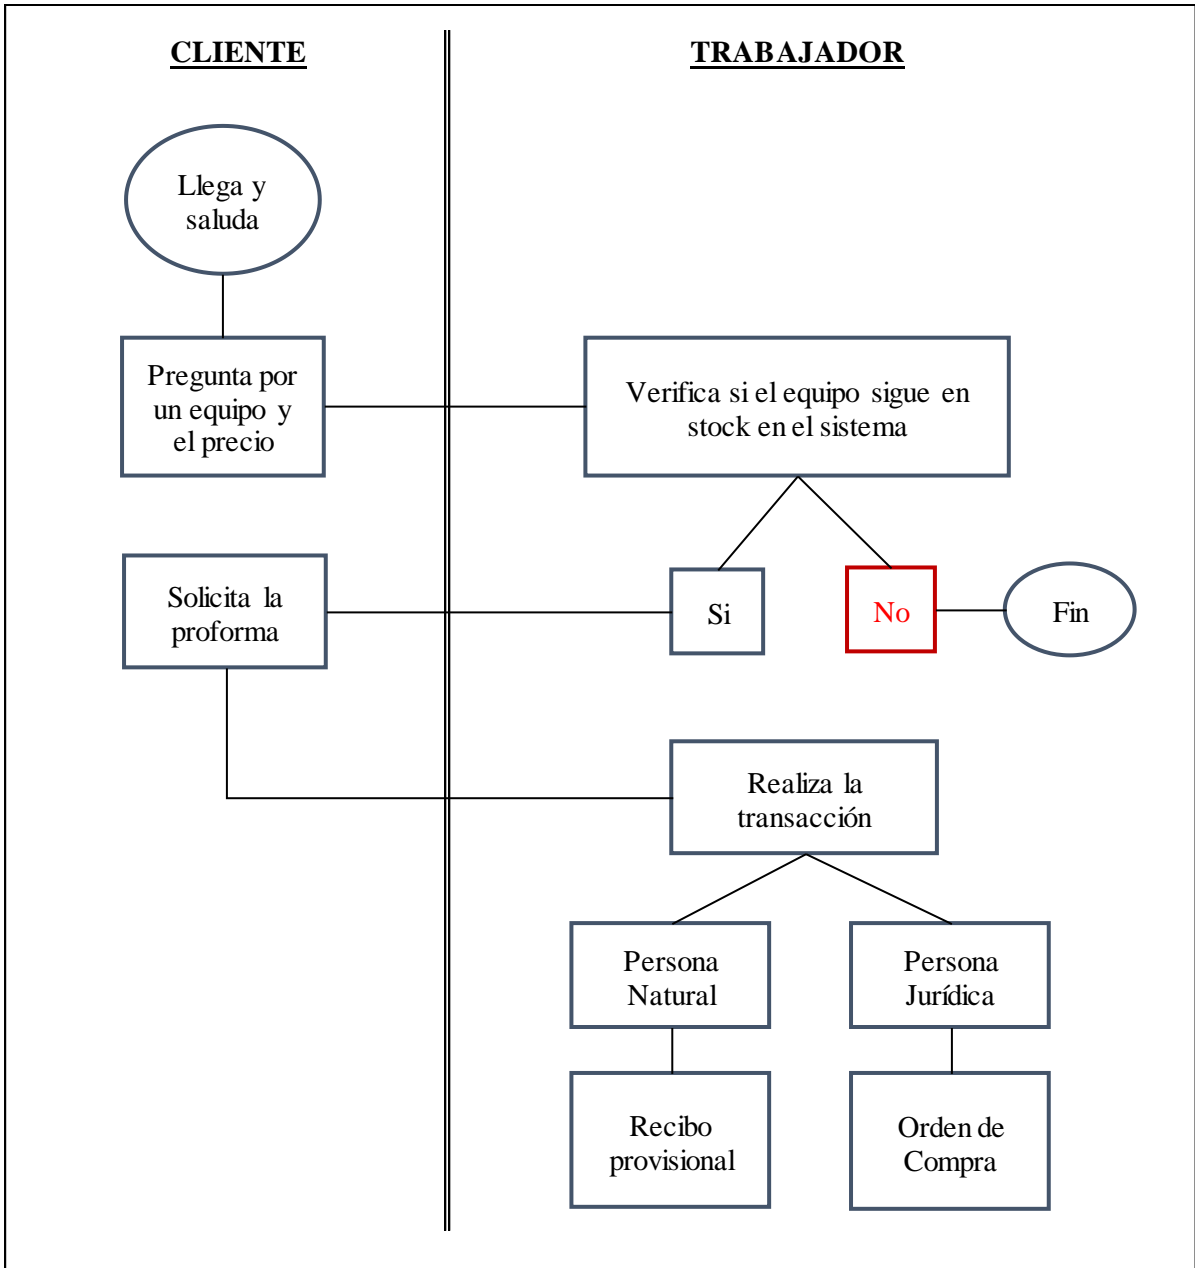 CLIENTE
TRABAJADOR
Llega y
saluda
Pregunta por
un equipo y
el precio
Verifica si el equipo sigue en
stock en el sistema
Solicita la
proforma
Si
No
Fin
Realiza la
transacción
Persona
Natural
Persona
Jurídica
Recibo
provisional
Orden de
Compra